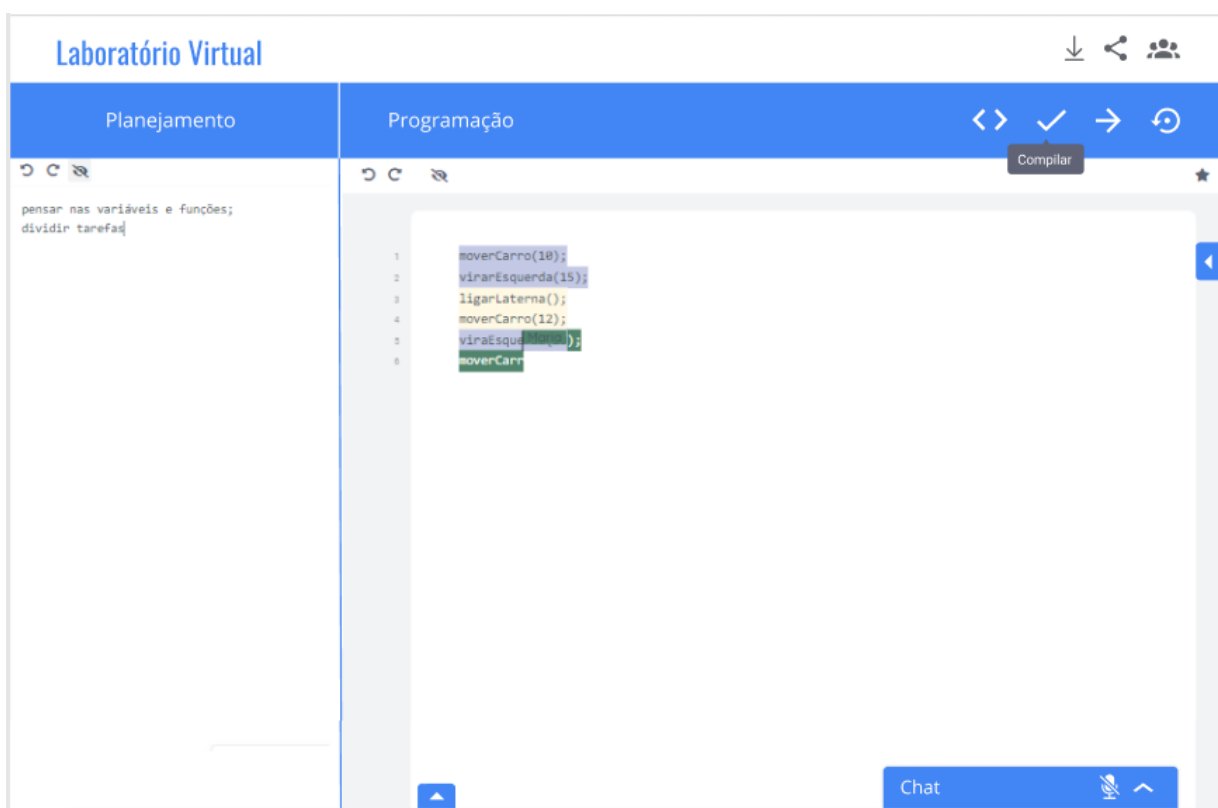 Laboratório Virtual
Planejamento
Programação
Compilar
pensar nas variáveis e funções;
dividir tarefas
1 moverCarro(10);
2 virarEsquerda(15);
3 ligarLaterna();
4 moverCarro(12);
5 viraEsque );
6 moverCarr
Chat